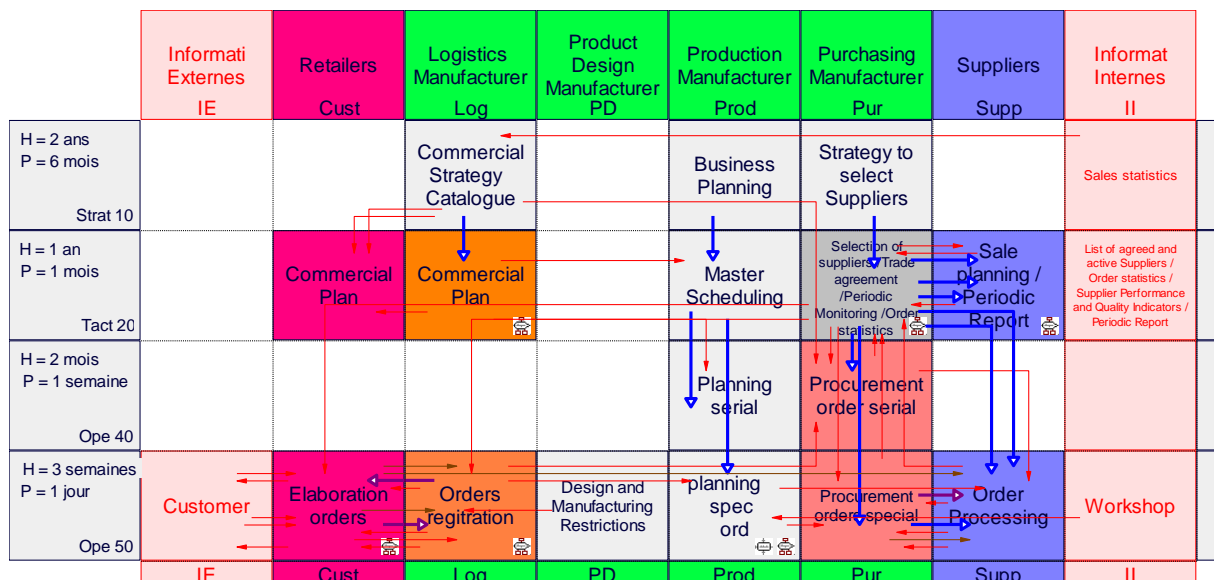 Informati
Externes
IE
Retailers
Cust
Logistics
Manufacturer
Log
Product
Design
Manufacturer
PD
Production
Manufacturer
Prod
Purchasing
Manufacturer
Pur
Suppliers
Supp
Informat
Internes
II
H = 2 ans
P = 6 mois
Strat 10
Commercial
Strategy
Catalogue
Business
Planning
Strategy to
select
Suppliers
Sales statistics
H = 1 an
P = 1 mois
Tact 20
Commercial
Plan
Commercial
Plan
Master
Scheduling
Selection of
suppliers /Trade
agreement
/Periodic
Monitoring /Order
statistics
Sale
planning /
Periodic
Report
List of agreed and
active Suppliers /
Order statistics /
Supplier Performance
and Quality Indicators /
Periodic Report
H = 2 mois
P = 1 semaine
Ope 40
Planning
serial
Procurement
order serial
H = 3 semaines
P = 1 jour
Ope 50
Customer
Elaboration
orders
Orders
regitration
Design and
Manufacturing
Restrictions
planning
spec
ord
Procurement
order special
Order
Processing
Workshop
IE
Cust
Log
PD
Prod
Pur
Supp
II